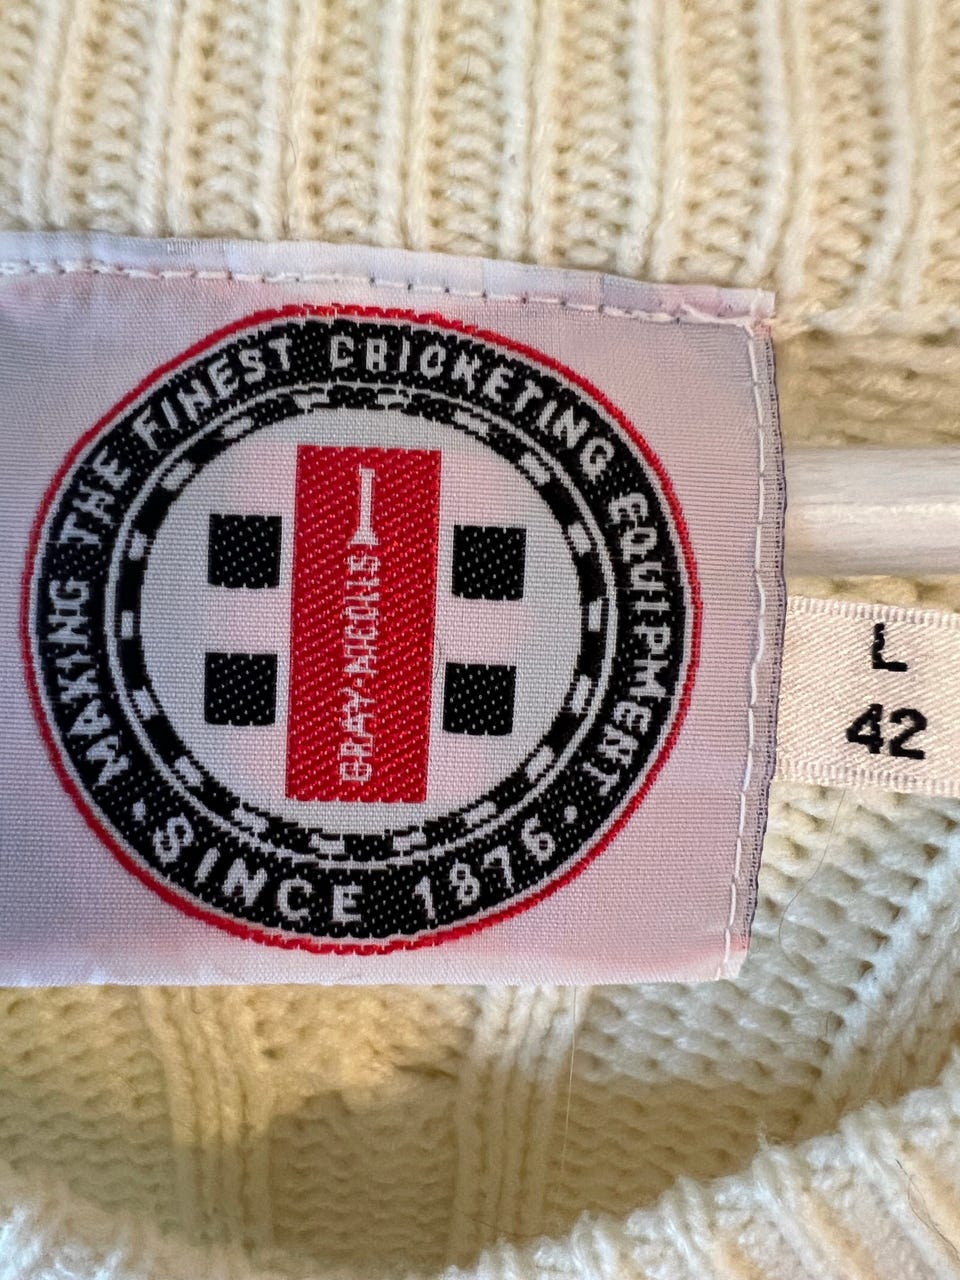 MAKING THE FINEST CRICKETING EQUIPMENT
• SINCE 1876 •
GRAY-NICOLLS
L
42